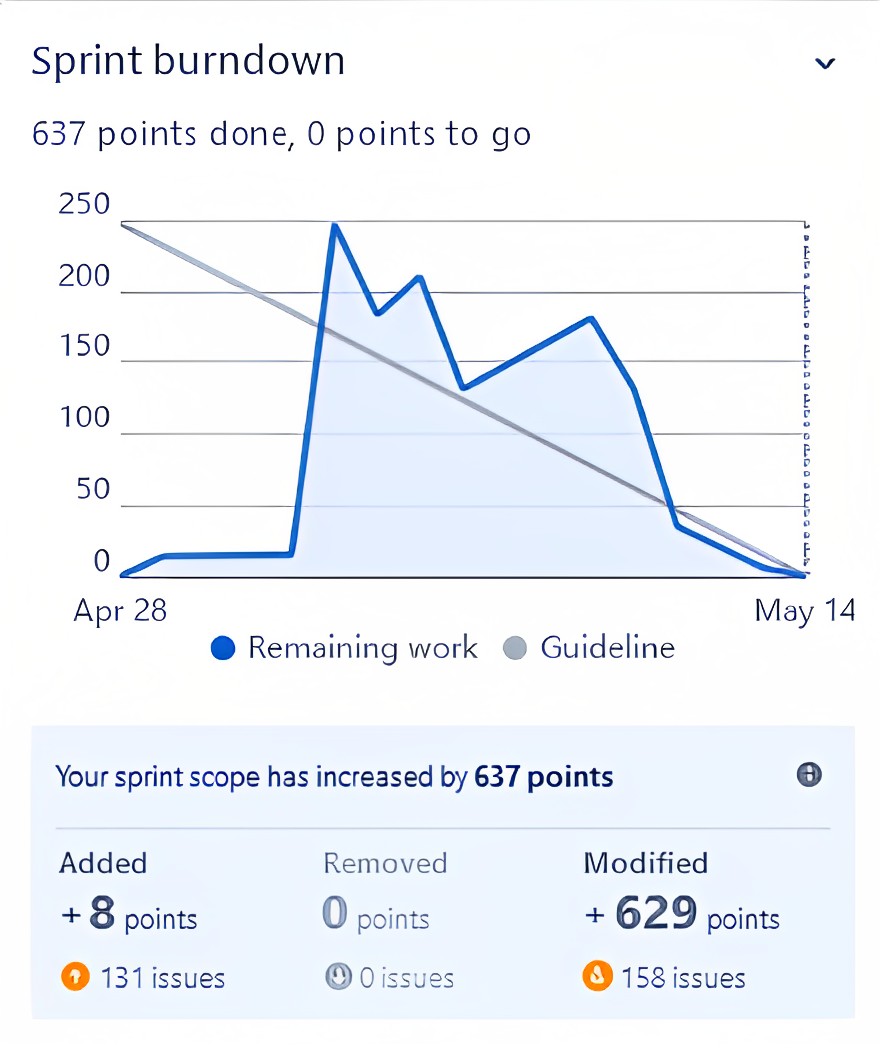 Sprint burndown
637 points done, 0 points to go
250
200
150
100
50
0
Apr 28 May 14
Remaining work Guideline
Your sprint scope has increased by 637 points
Added Removed Modified
+ 8 points 0 points + 629 points
131 issues 0 issues 158 issues